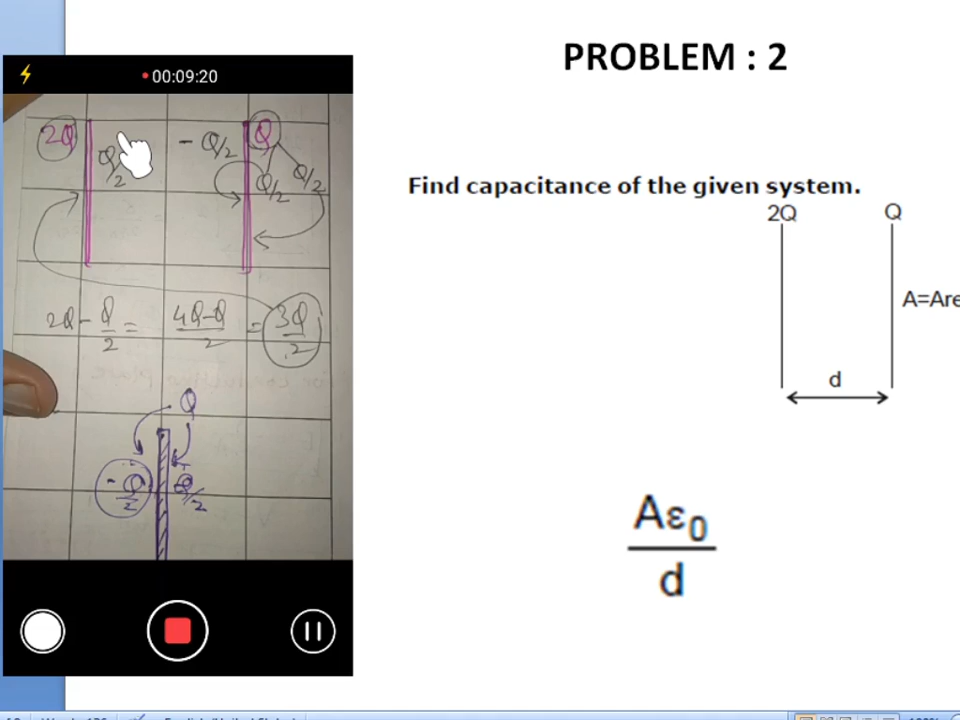 PROBLEM : 2
00:09:20
2Q
Q/2
- Q/2
Q
Q/2
Q/2
2Q - Q/2 = 4Q-Q/2 = 3Q/2
Q
- Q/2
Q/2
Find capacitance of the given system.
2Q
Q
A=Are
d
Aε0
d